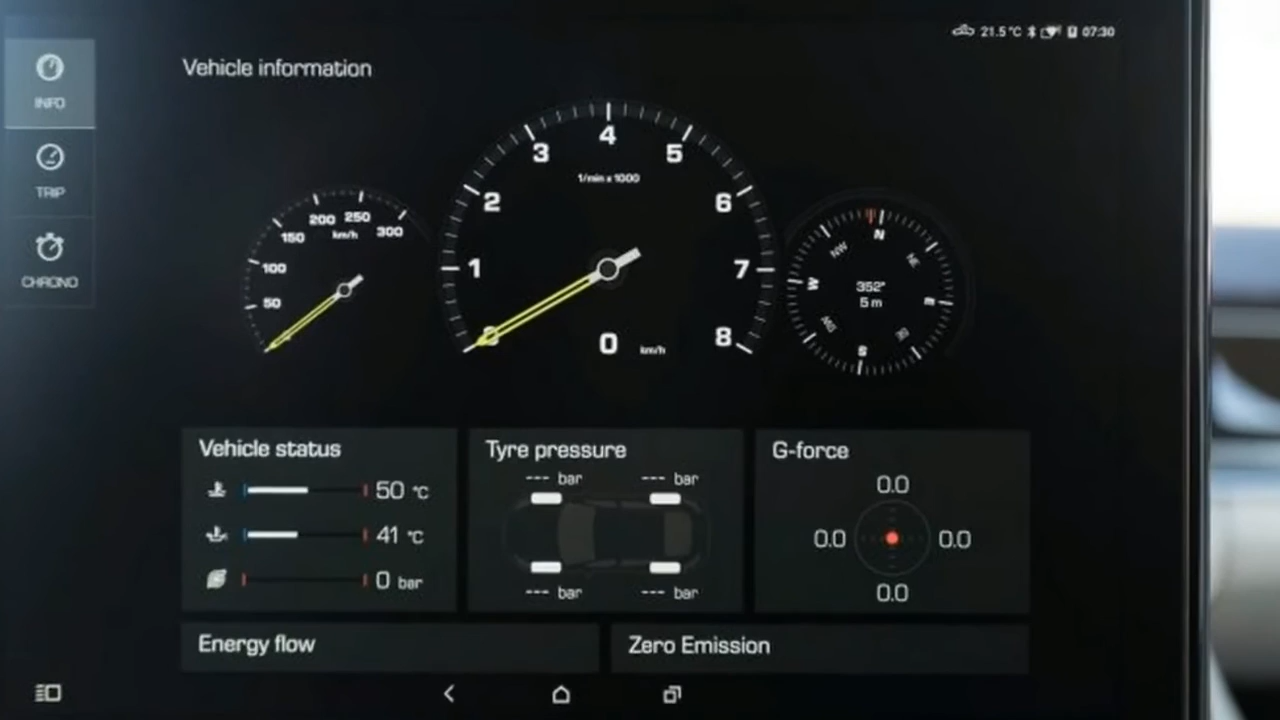 21.5°C 07:30
Vehicle information
INFO
TRIP
CHRONO
50
100
150
200
250
300
km/h
0
1
2
3
4
5
6
7
8
1/min x 1000
0 km/h
N
NE
E
SE
S
SW
W
NW
352°
5 m
Vehicle status
50 °C
41 °C
0 bar
Tyre pressure
--- bar --- bar
--- bar --- bar
G-force
0.0
0.0 0.0
0.0
Energy flow
Zero Emission